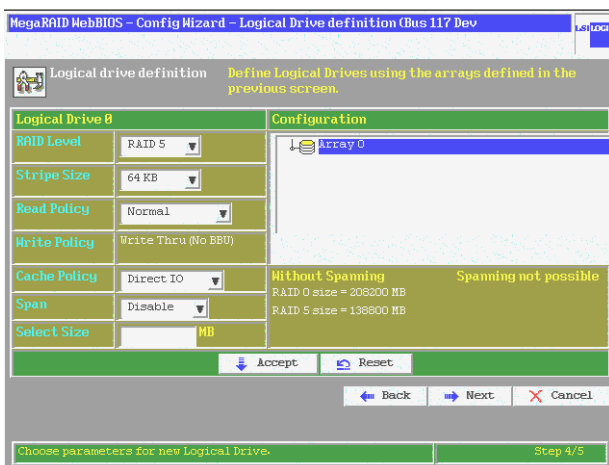 MegaRAID WebBIOS - Config Wizard - Logical Drive definition (Bus 117 Dev
LSI LOGI
Logical drive definition
Define Logical Drives using the arrays defined in the
previous screen.
Logical Drive 0
Configuration
RAID Level
RAID 5
Array 0
Stripe Size
64 KB
Read Policy
Normal
Write Policy
Write Thru (No BBU)
Cache Policy
Direct IO
Without Spanning
Spanning not possible
RAID 0 size = 208200 MB
Span
Disable
RAID 5 size = 138800 MB
Select Size
MB
Accept
Reset
Back
Next
Cancel
Choose parameters for new Logical Drive.
Step 4/5